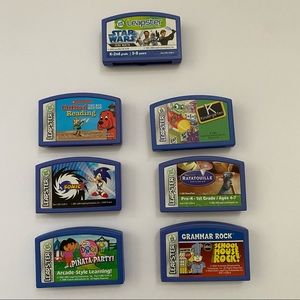 Leapster
STAR
WARS
K-2nd grade | 5-8 years
LEAPSTER
Clifford
Reading
LEAPSTER
K
LEAPSTER
SONIC
LEAPSTER
RATATOUILLE
Pre-K - 1st Grade / Ages 4-7
LEAPSTER
PIÑATA PARTY!
Arcade-Style Learning!
LEAPSTER
GRAMMAR ROCK
SCHOOL
HOUSE
ROCK!